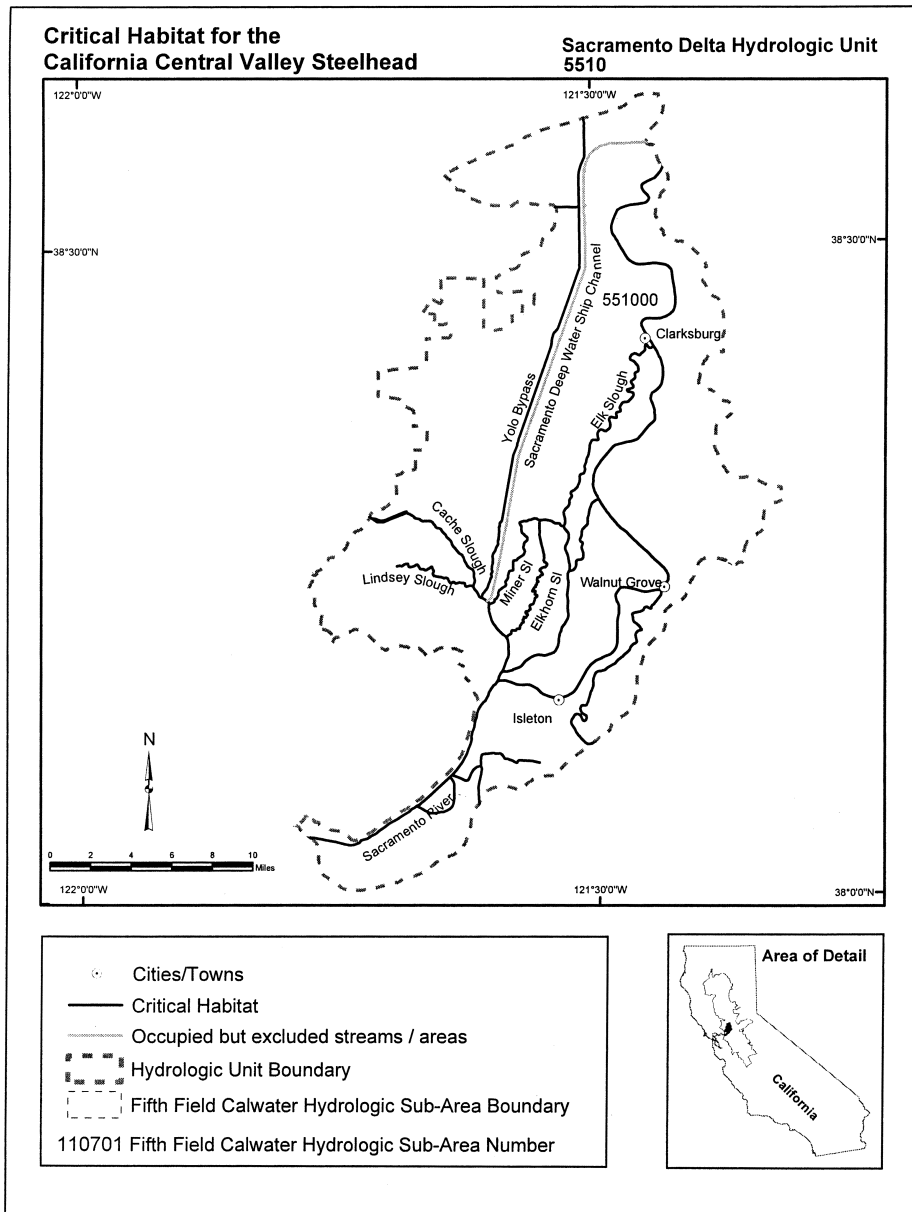 Critical Habitat for the
California Central Valley Steelhead
Sacramento Delta Hydrologic Unit
5510
122°0'0"W
121°30'0"W
38°30'0"N
38°30'0"N
551000
Clarksburg
Sacramento Deep Water Ship Channel
Yolo Bypass
Elk Slough
Cache Slough
Lindsey Slough
Miner Sl
Elkhorn Sl
Walnut Grove
Isleton
N
Sacramento River
0 2 4 6 8 10
Miles
122°0'0"W
121°30'0"W
38°0'0"N
Cities/Towns
Critical Habitat
Occupied but excluded streams / areas
Hydrologic Unit Boundary
Fifth Field Calwater Hydrologic Sub-Area Boundary
110701 Fifth Field Calwater Hydrologic Sub-Area Number
Area of Detail
California